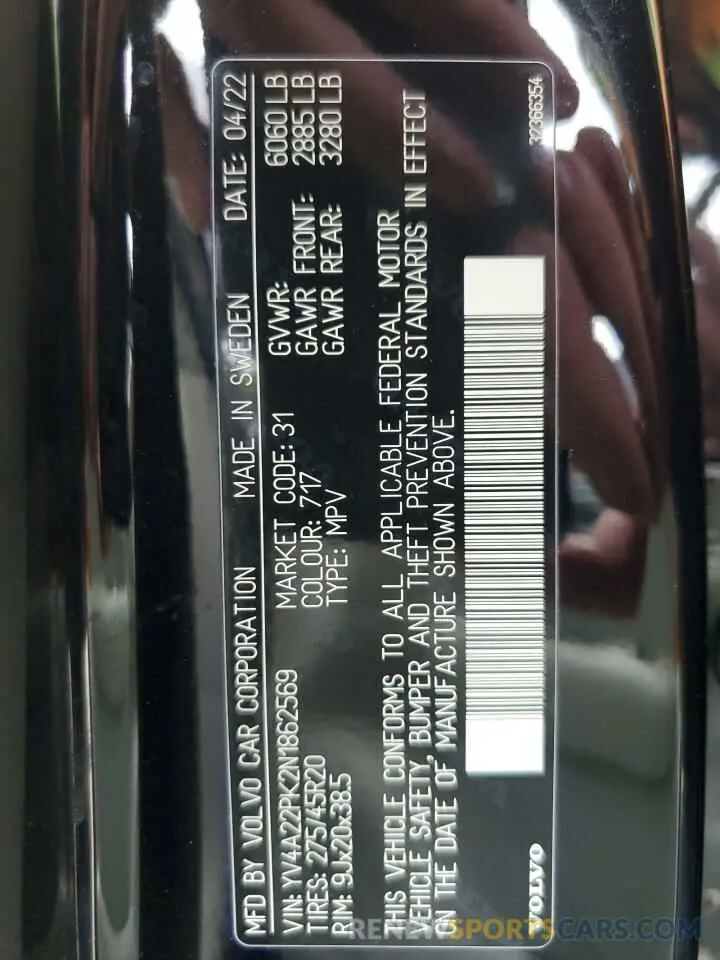 MFD BY VOLVO CAR CORPORATION MADE IN SWEDEN DATE: 04/22
VIN: YV4A22PK2N1862569 MARKET CODE: 31 GVWR: 6060 LB
TIRES: 275/45R20 COLOUR: 717 GAWR FRONT: 2885 LB
RIM: 9Jx20x38.5 TYPE: MPV GAWR REAR: 3280 LB
THIS VEHICLE CONFORMS TO ALL APPLICABLE FEDERAL MOTOR
VEHICLE SAFETY, BUMPER AND THEFT PREVENTION STANDARDS IN EFFECT
ON THE DATE OF MANUFACTURE SHOWN ABOVE.
VOLVO 32366354
RENEWSPORTSCARS.COM